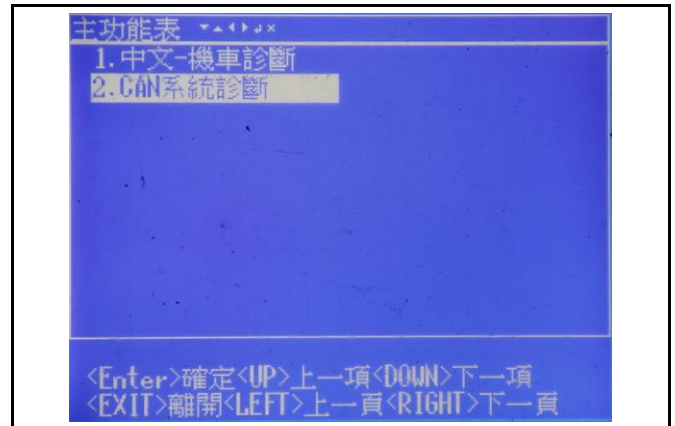 主功能表 ▼▲◀▶↲×
1.中文-機車診斷
2.CAN系統診斷
<Enter>確定<UP>上一項<DOWN>下一項
<EXIT>離開<LEFT>上一頁<RIGHT>下一頁